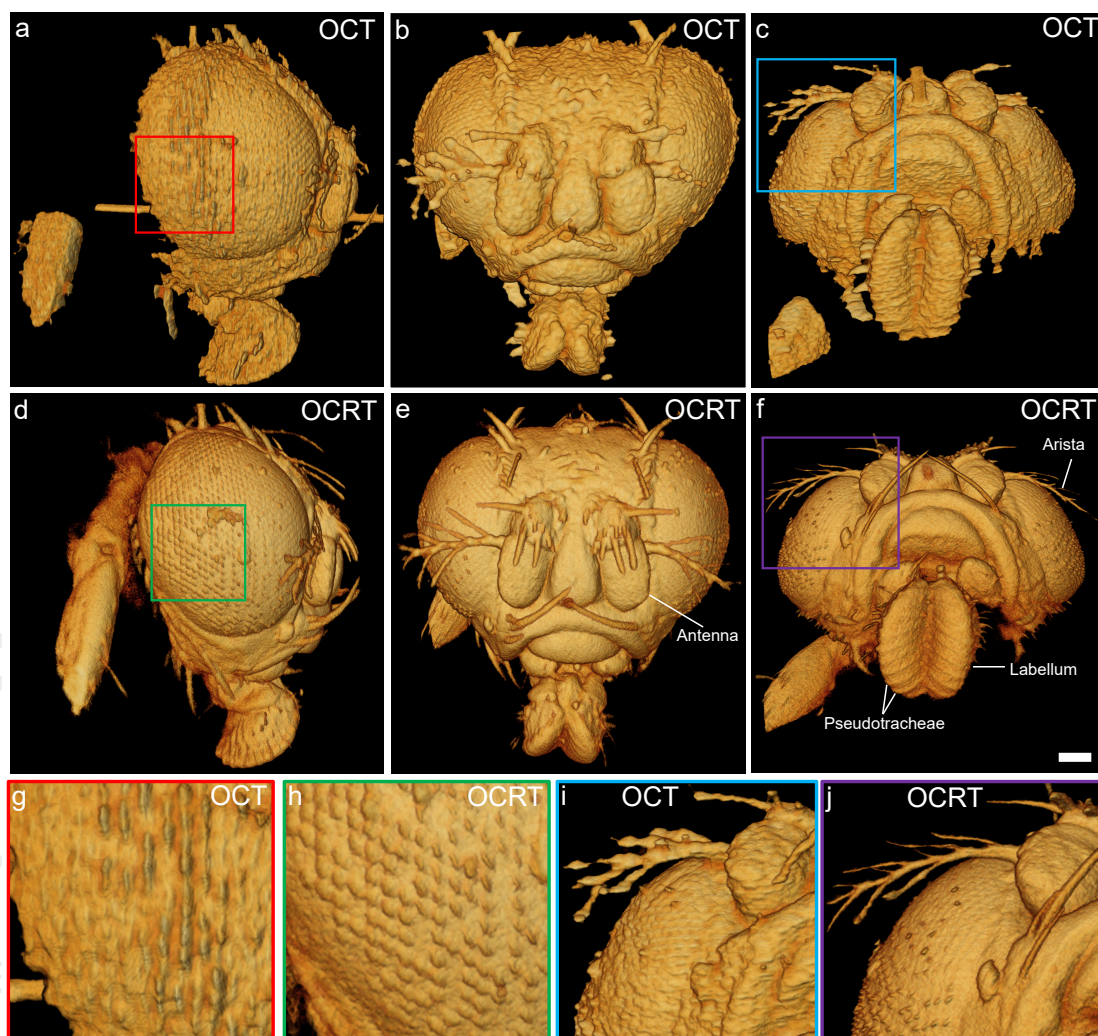 a OCT
b OCT
c OCT
d OCRT
e OCRT
Antenna
f OCRT
Arista
Labellum
Pseudotracheae
g OCT
h OCRT
i OCT
j OCRT